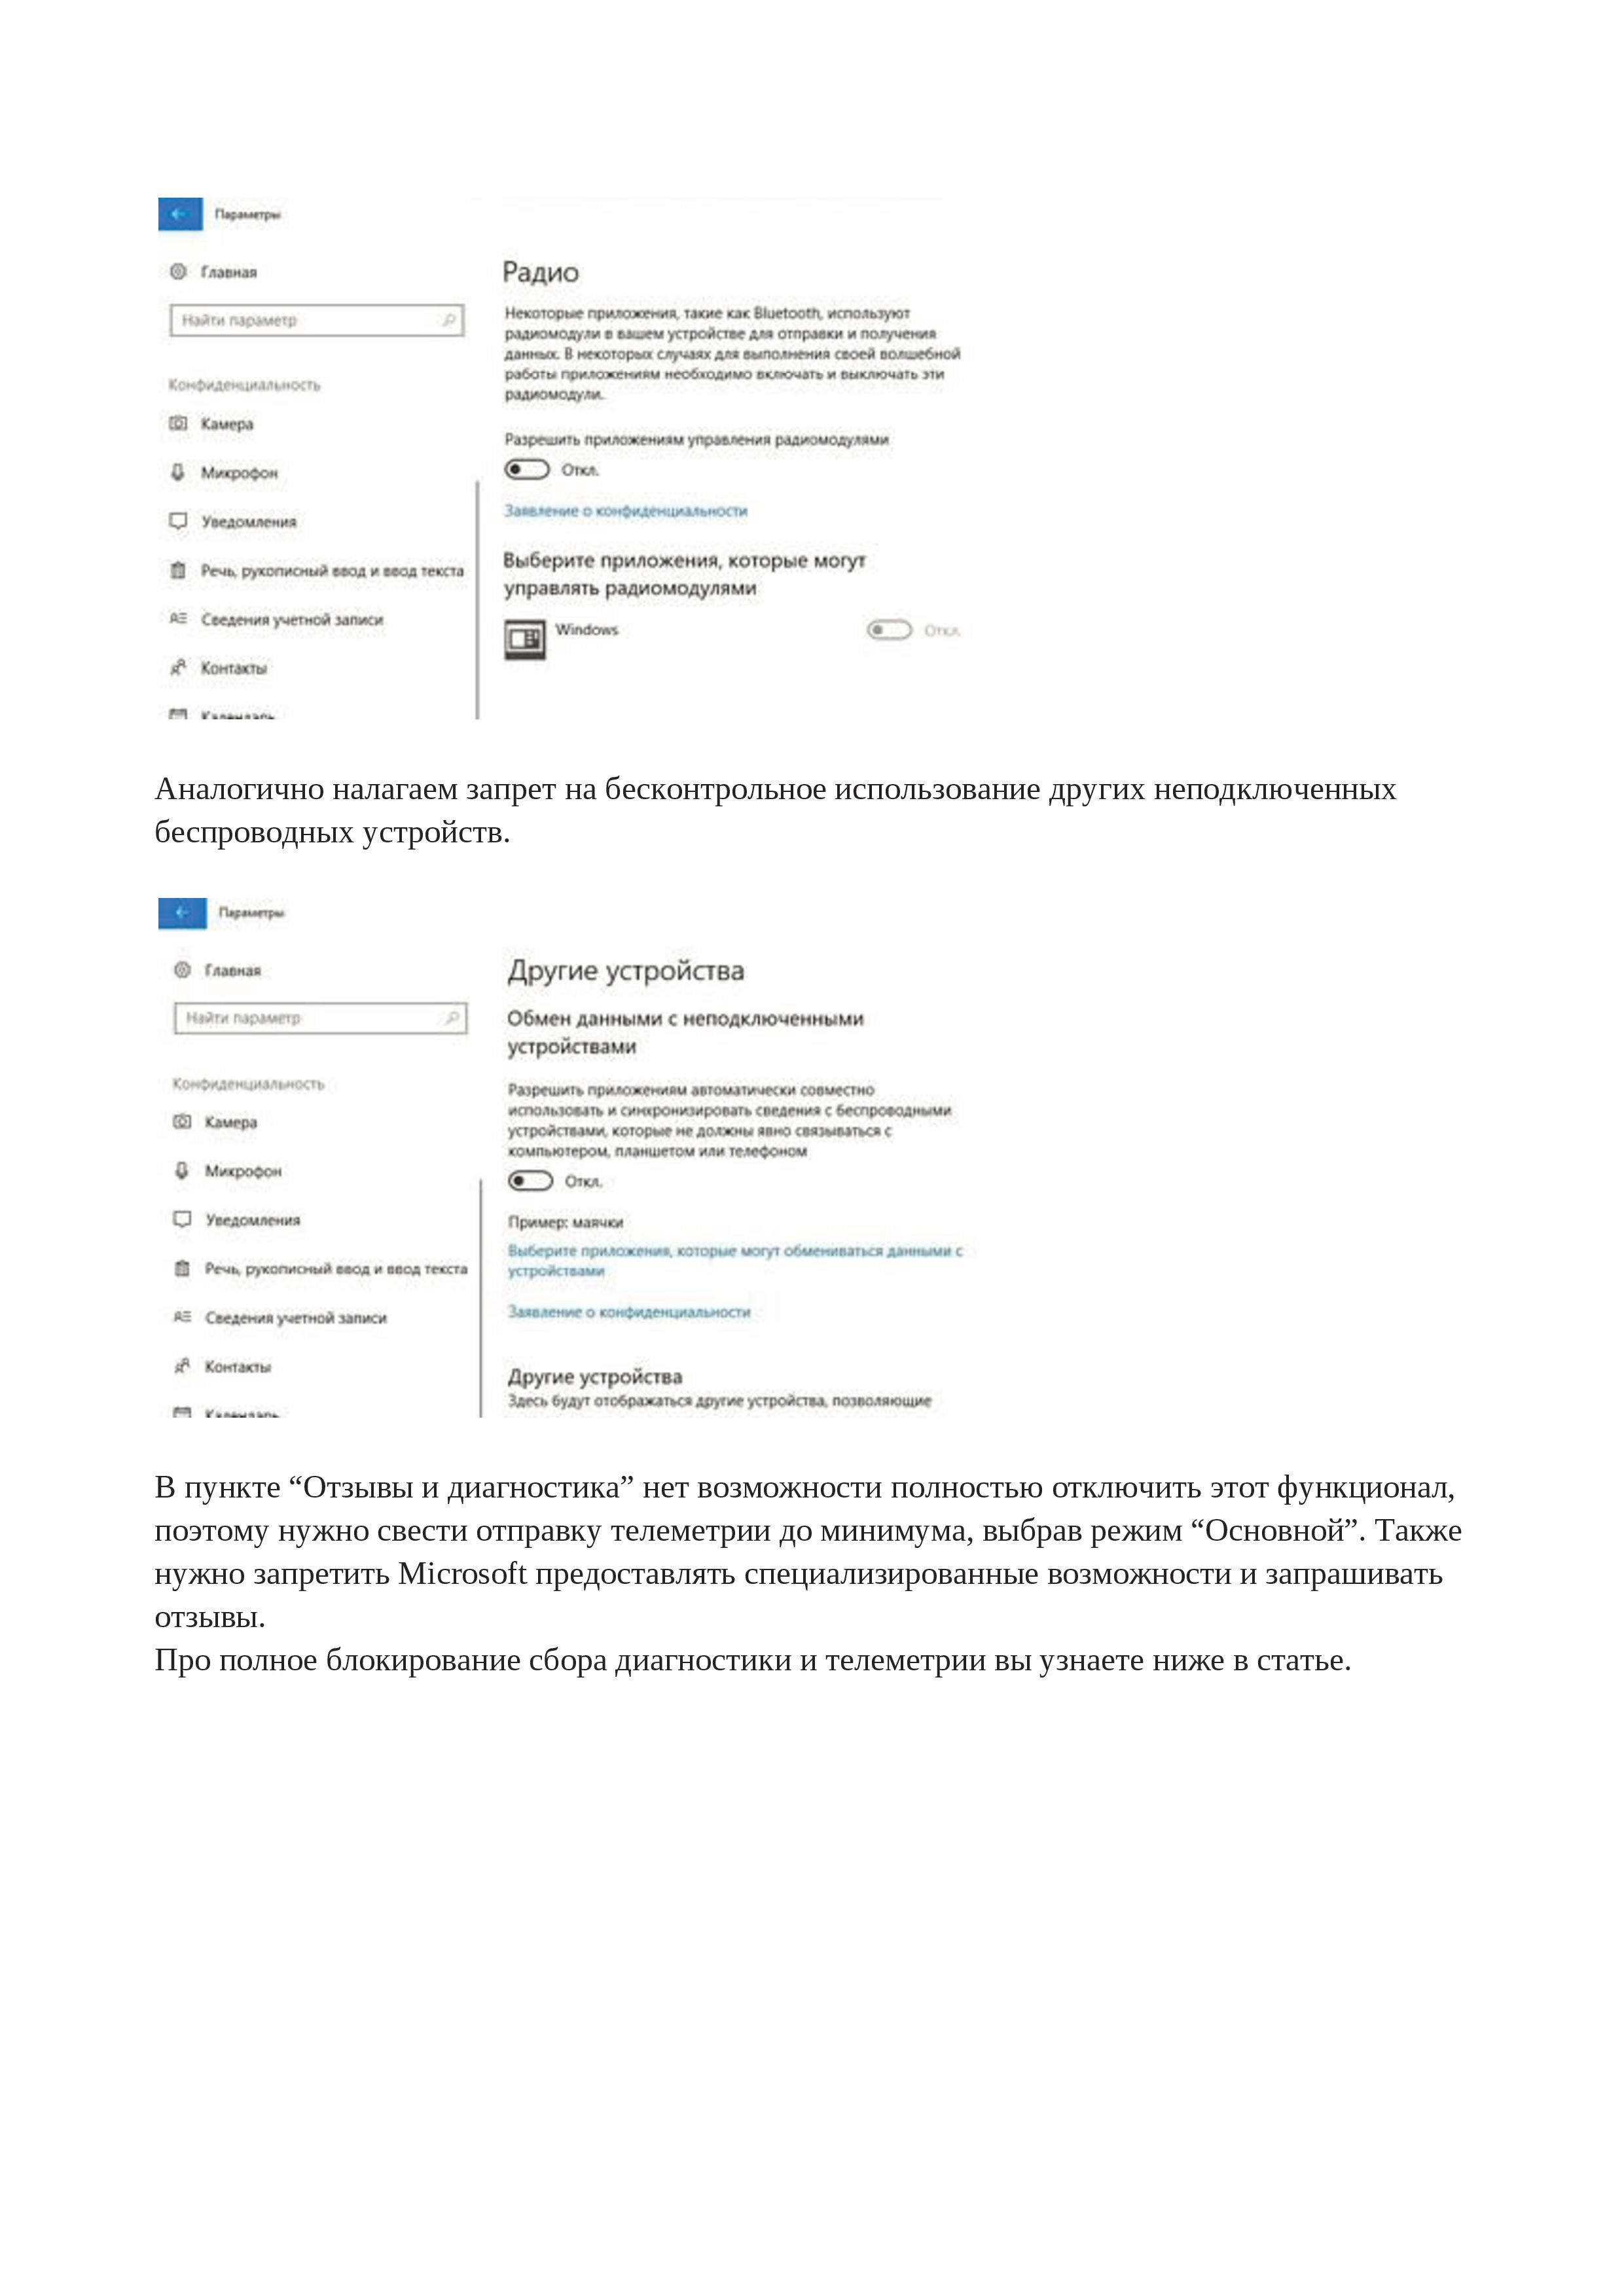 Параметры
Главная
Найти параметр
Конфиденциальность
Камера
Микрофон
Уведомления
Речь, рукописный ввод и ввод текста
Сведения учетной записи
Контакты
Календарь
Радио
Некоторые приложения, такие как Bluetooth, используют
радиомодули в вашем устройстве для отправки и получения
данных. В некоторых случаях для выполнения своей волшебной
работы приложениям необходимо включать и выключать эти
радиомодули.
Разрешить приложениям управления радиомодулями
Откл.
Заявление о конфиденциальности
Выберите приложения, которые могут
управлять радиомодулями
Windows Откл.
Аналогично налагаем запрет на бесконтрольное использование других неподключенных
беспроводных устройств.
Параметры
Главная
Найти параметр
Конфиденциальность
Камера
Микрофон
Уведомления
Речь, рукописный ввод и ввод текста
Сведения учетной записи
Контакты
Календарь
Другие устройства
Обмен данными с неподключенными
устройствами
Разрешить приложениям автоматически совместно
использовать и синхронизировать сведения с беспроводными
устройствами, которые не должны явно связываться с
компьютером, планшетом или телефоном
Откл.
Пример: маячки
Выберите приложения, которые могут обмениваться данными с
устройствами
Заявление о конфиденциальности
Другие устройства
Здесь будут отображаться другие устройства, позволяющие
В пункте “Отзывы и диагностика” нет возможности полностью отключить этот функционал,
поэтому нужно свести отправку телеметрии до минимума, выбрав режим “Основной”. Также
нужно запретить Microsoft предоставлять специализированные возможности и запрашивать
отзывы.
Про полное блокирование сбора диагностики и телеметрии вы узнаете ниже в статье.